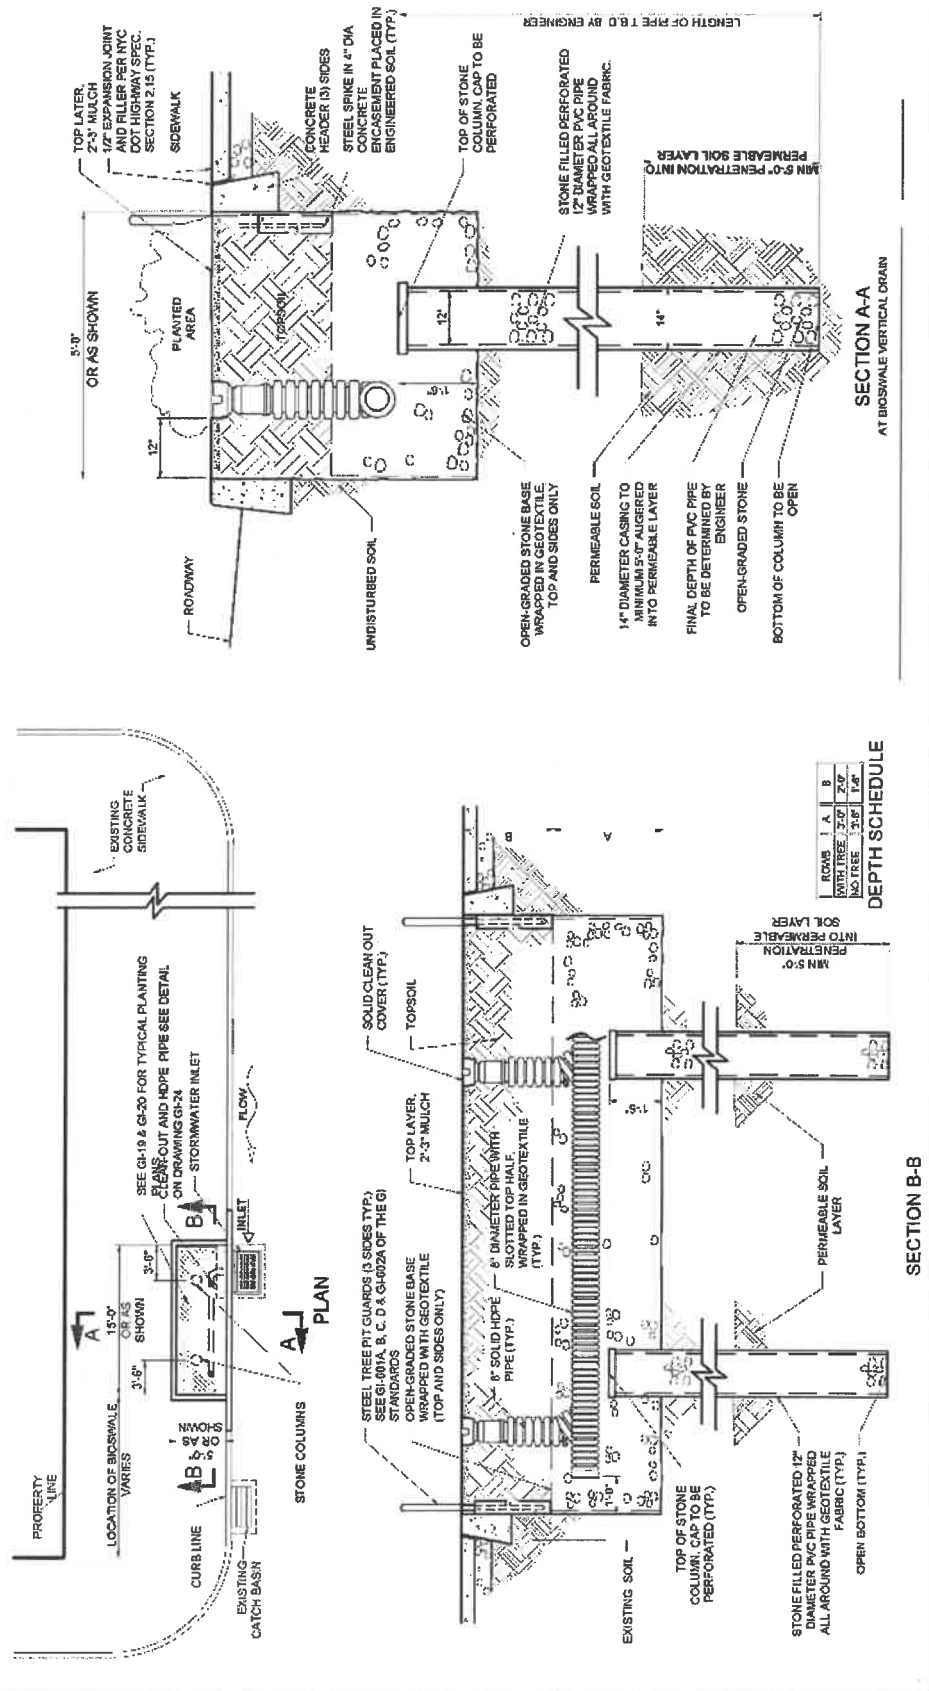 PROPERTY
LINE
LOCATION OF BIOSWALE
VARIES
15'-0"
OR AS
SHOWN
3'-6"
3'-6"
5'-0"
OR AS
SHOWN
A
A
B
B
CURBLINE
EXISTING
CATCH BASIN
STONE COLUMNS
INLET
FLOW
SEE GI-19 & GI-20 FOR TYPICAL PLANTING
PLANS
CLEAN-OUT AND HDPE PIPE SEE DETAIL
ON DRAWING GI-24
STORMWATER INLET
EXISTING
CONCRETE
SIDEWALK
PLAN
TOP LATER,
2"-3" MULCH
1/2" EXPANSION JOINT
AND FILLER PER NYC
DOT HIGHWAY SPEC.
SECTION 2.15 (TYP.)
SIDEWALK
CONCRETE
HEADER (3) SIDES
STEEL SPIKE IN 4" DIA
CONCRETE
ENCASEMENT PLACED IN
ENGINEERED SOIL (TYP.)
TOP OF STONE
COLUMN, CAP TO BE
PERFORATED
STONE FILLED PERFORATED
12" DIAMETER PVC PIPE
WRAPPED ALL AROUND
WITH GEOTEXTILE FABRIC.
LENGTH OF PIPE T.B.D. BY ENGINEER
MIN 5'-0" PENETRATION INTO
PERMEABLE SOIL LAYER
5'-0"
OR AS SHOWN
PLANTED
AREA
TOPSOIL
12"
12"
14"
1'-6"
ROADWAY
UNDISTURBED SOIL
OPEN-GRADED STONE BASE
WRAPPED IN GEOTEXTILE,
TOP AND SIDES ONLY
PERMEABLE SOIL
14" DIAMETER CASING TO
MINIMUM 5'-0" AUGERED
INTO PERMEABLE LAYER
FINAL DEPTH OF PVC PIPE
TO BE DETERMINED BY
ENGINEER
OPEN-GRADED STONE
BOTTOM OF COLUMN TO BE
OPEN
SECTION A-A
AT BIOSWALE VERTICAL DRAIN
STEEL TREE PIT GUARDS (3 SIDES TYP.)
SEE GI-001A, B, C, D & GI-002A OF THE G)
STANDARDS
OPEN-GRADED STONE BASE
WRAPPED WITH GEOTEXTILE
(TOP AND SIDES ONLY)
TOP LAYER,
2"-3" MULCH
SOLID CLEAN OUT
COVER (TYP.)
TOPSOIL
8" SOLID HDPE
PIPE (TYP.)
8" DIAMETER PIPE WITH
SLOTTED TOP HALF,
WRAPPED IN GEOTEXTILE
(TYP.)
1'-0"
1'-6"
B
A
EXISTING SOIL
TOP OF STONE
COLUMN, CAP TO BE
PERFORATED (TYP.)
STONE FILLED PERFORATED 12"
DIAMETER PVC PIPE WRAPPED
ALL AROUND WITH GEOTEXTILE
FABRIC (TYP.)
OPEN BOTTOM (TYP.)
PERMEABLE SOIL
LAYER
MIN 5'-0"
PENETRATION
INTO PERMEABLE
SOIL LAYER
SECTION B-B
ROWS A B
WITH TREE 3'-0" 2'-0"
NO TREE 3'-6" 1'-6"
DEPTH SCHEDULE